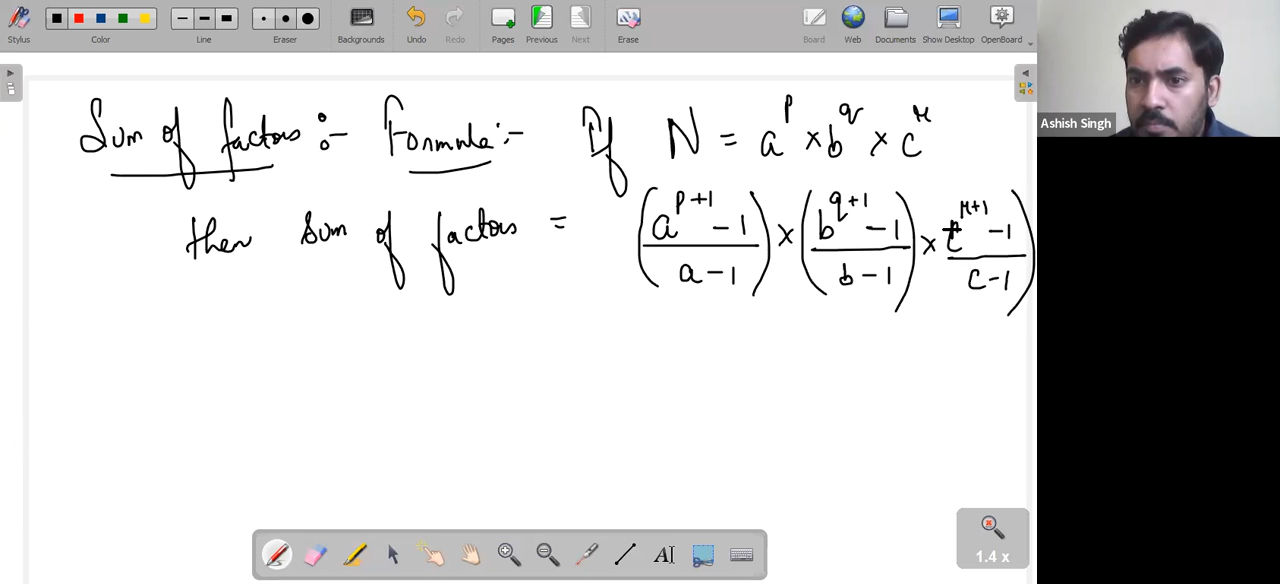 Stylus Color Line Eraser Backgrounds Undo Redo Pages Previous Next Erase Board Web Documents Show Desktop OpenBoard
Ashish Singh
Sum of factors :- Formula :- If N = a^p × b^q × c^r
then sum of factors = ((a^(p+1) - 1)/(a - 1)) × ((b^(q+1) - 1)/(b - 1)) × (c^(r+1) - 1)/(c - 1))
AI
1.4 x